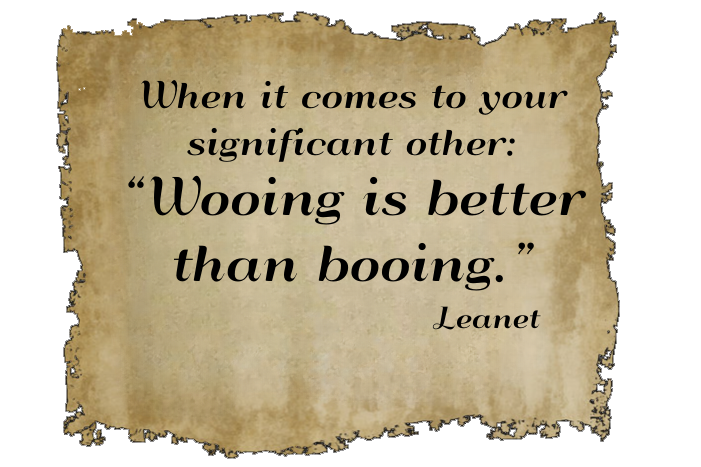 When it comes to your
significant other:
“Wooing is better
than booing.”
Leanet